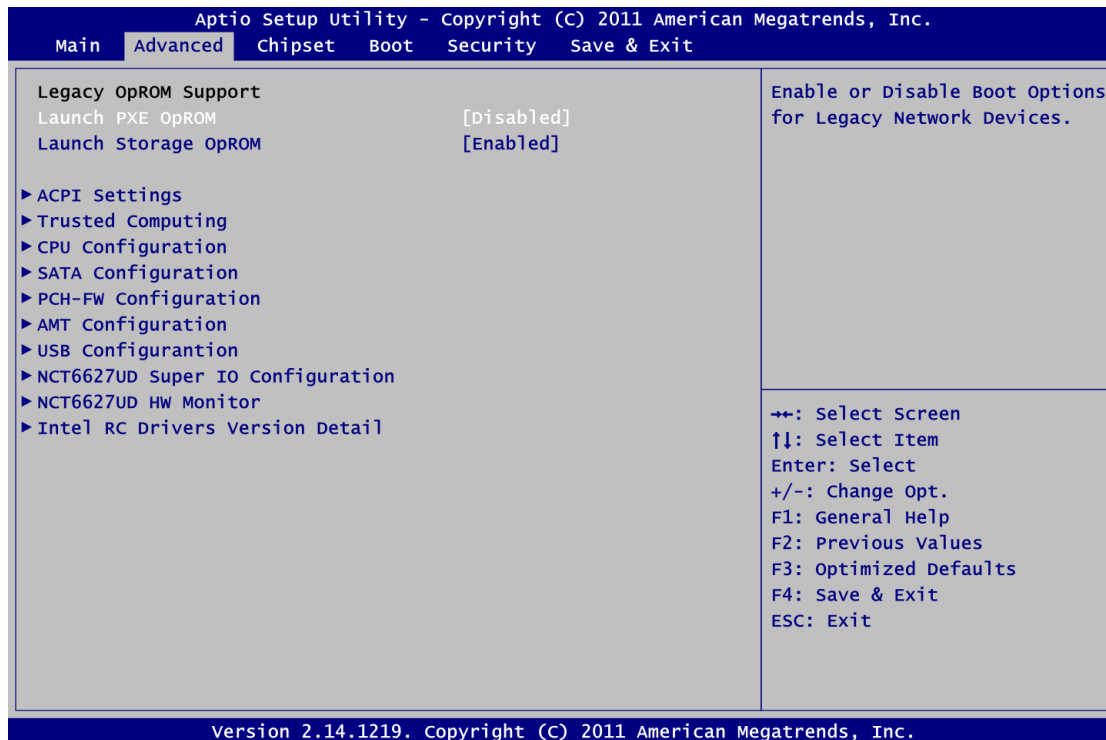 Aptio Setup Utility - Copyright (C) 2011 American Megatrends, Inc.
Main Advanced Chipset Boot Security Save & Exit
Legacy OpROM Support
Launch PXE OpROM [Disabled]
Launch Storage OpROM [Enabled]
▶ ACPI Settings
▶ Trusted Computing
▶ CPU Configuration
▶ SATA Configuration
▶ PCH-FW Configuration
▶ AMT Configuration
▶ USB Configurantion
▶ NCT6627UD Super IO Configuration
▶ NCT6627UD HW Monitor
▶ Intel RC Drivers Version Detail
Enable or Disable Boot Options
for Legacy Network Devices.
→←: Select Screen
↑↓: Select Item
Enter: Select
+/-: Change Opt.
F1: General Help
F2: Previous Values
F3: Optimized Defaults
F4: Save & Exit
ESC: Exit
Version 2.14.1219. Copyright (C) 2011 American Megatrends, Inc.